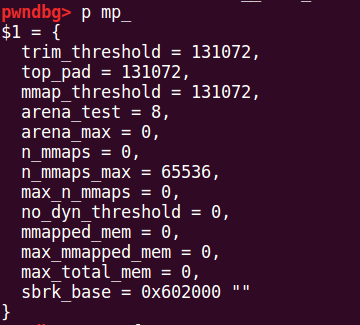 pwndbg> p mp_
$1 = {
  trim_threshold = 131072,
  top_pad = 131072,
  mmap_threshold = 131072,
  arena_test = 8,
  arena_max = 0,
  n_mmaps = 0,
  n_mmaps_max = 65536,
  max_n_mmaps = 0,
  no_dyn_threshold = 0,
  mmapped_mem = 0,
  max_mmapped_mem = 0,
  max_total_mem = 0,
  sbrk_base = 0x602000 ""
}